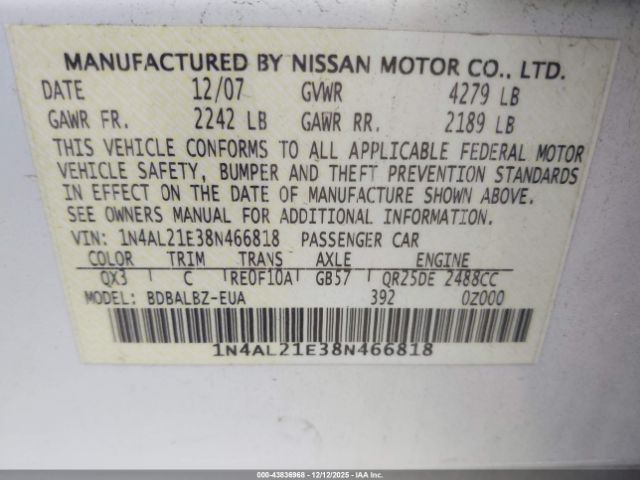 MANUFACTURED BY NISSAN MOTOR CO., LTD.
DATE 12/07 GVWR 4279 LB
GAWR FR. 2242 LB GAWR RR. 2189 LB
THIS VEHICLE CONFORMS TO ALL APPLICABLE FEDERAL MOTOR
VEHICLE SAFETY, BUMPER AND THEFT PREVENTION STANDARDS
IN EFFECT ON THE DATE OF MANUFACTURE SHOWN ABOVE.
SEE OWNERS MANUAL FOR ADDITIONAL INFORMATION.
VIN: 1N4AL21E38N466818 PASSENGER CAR
COLOR TRIM TRANS AXLE ENGINE
QX3 C RE0F10A GB57 QR25DE 2488CC
MODEL: BDBALBZ-EUA 392 0Z000
1N4AL21E38N466818
000-43836968 - 12/12/2025 - IAA Inc.